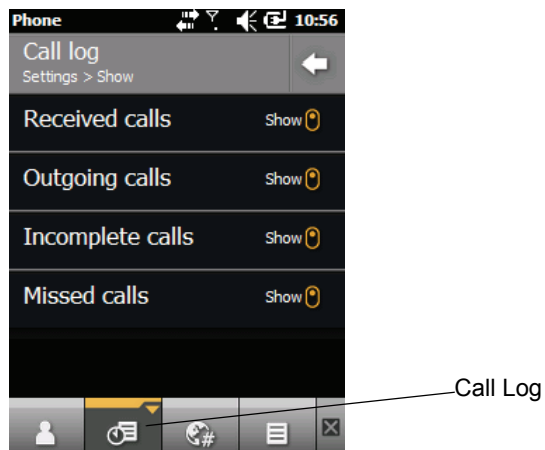 Phone 10:56
Call log
Settings > Show
Received calls Show
Outgoing calls Show
Incomplete calls Show
Missed calls Show
#
Call Log